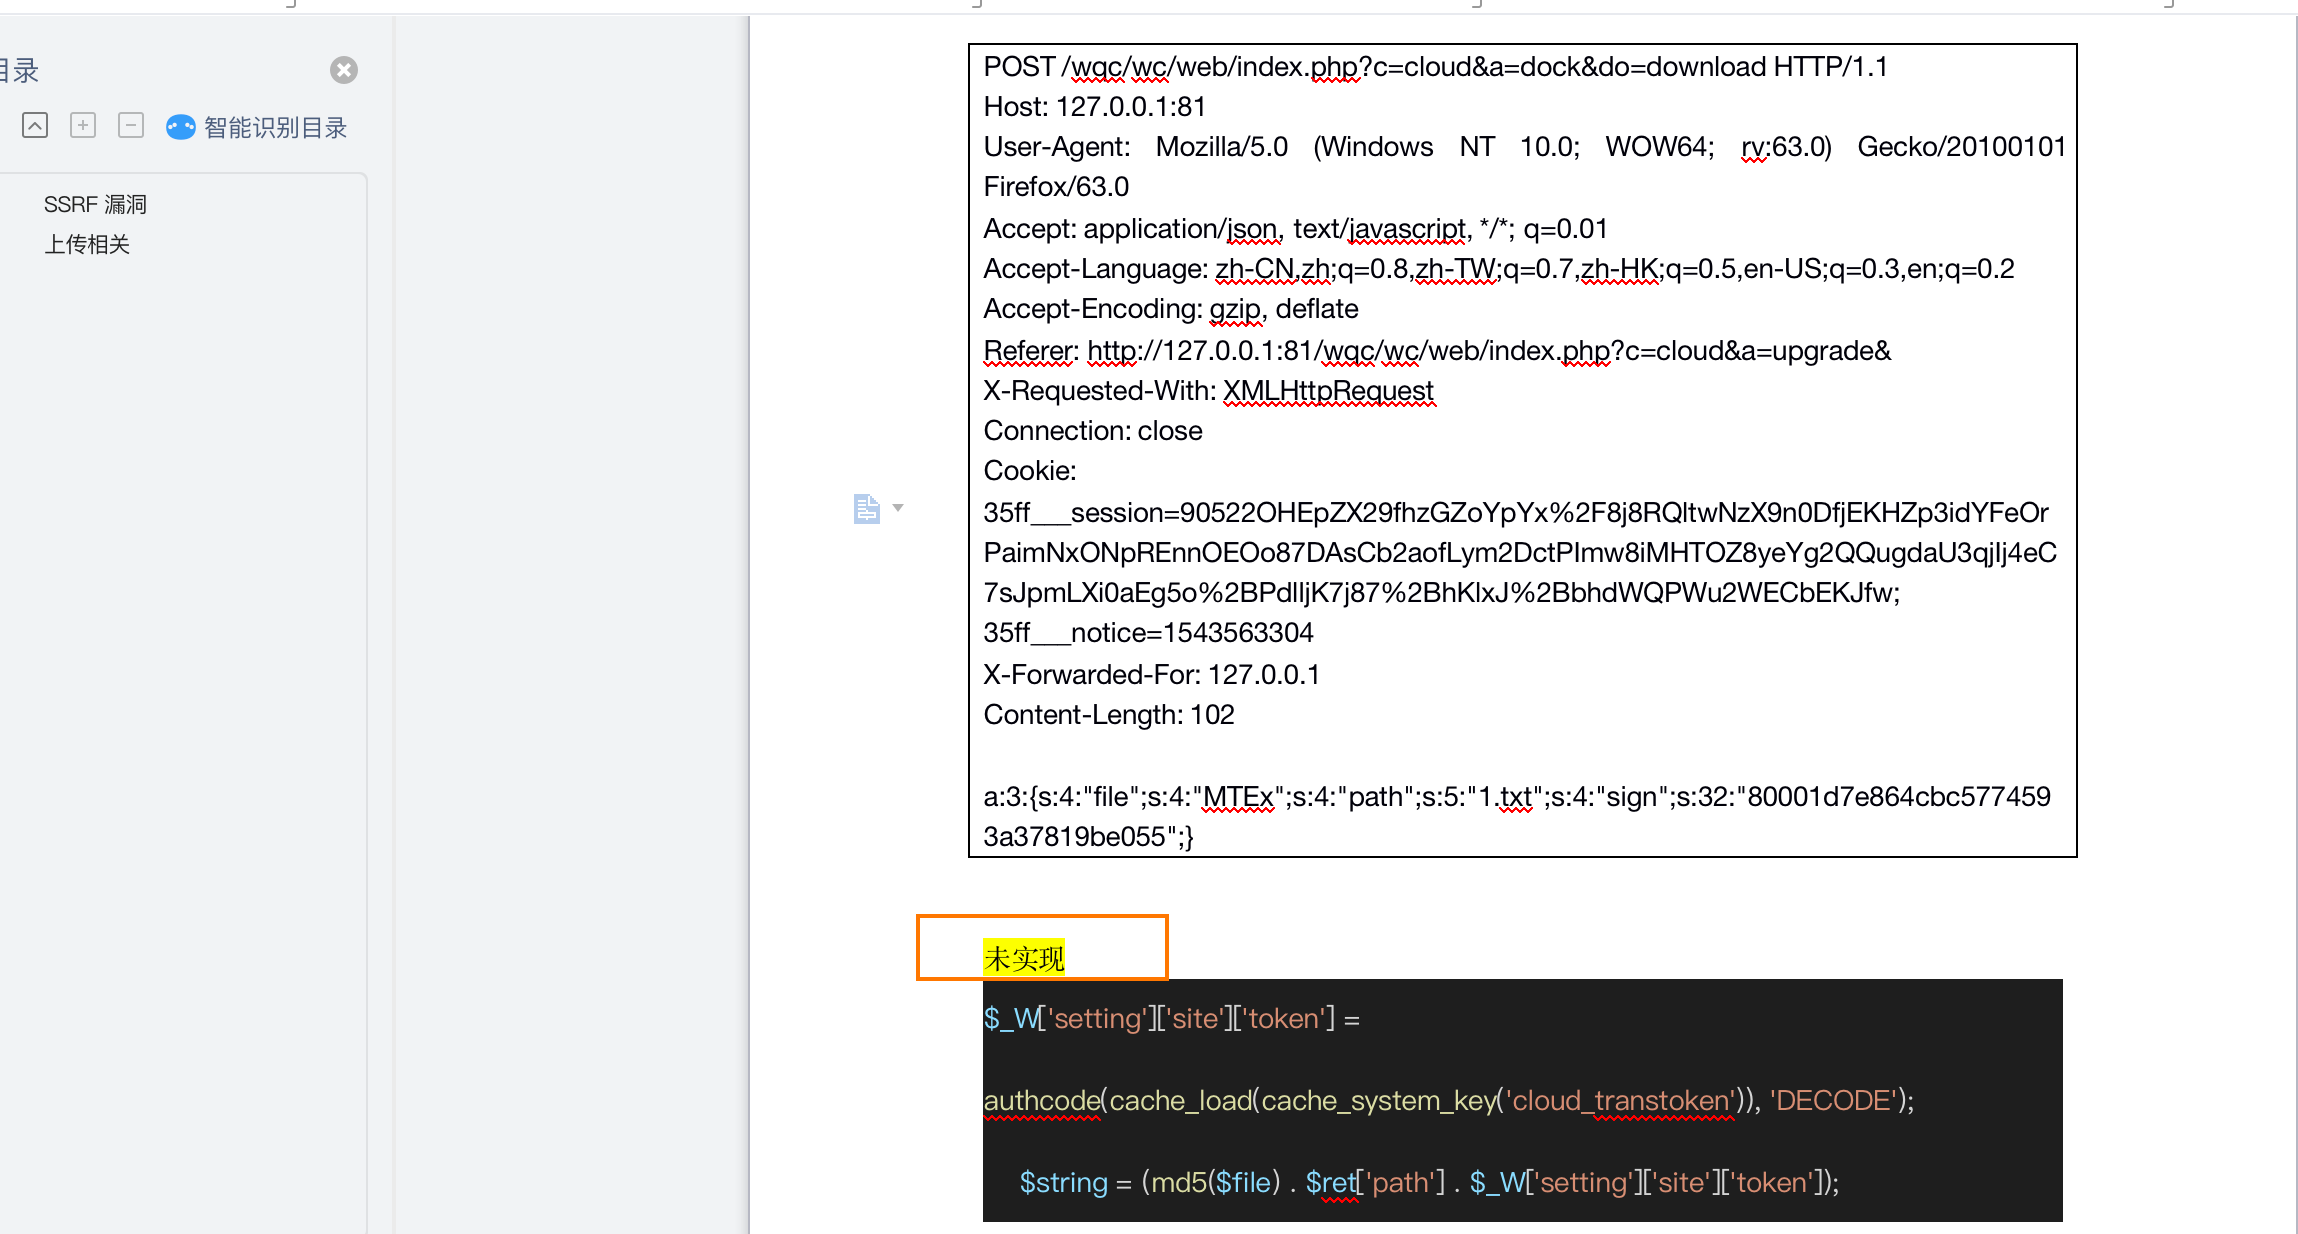 目录
智能识别目录
SSRF 漏洞
上传相关
POST /wqc/wc/web/index.php?c=cloud&a=dock&do=download HTTP/1.1
Host: 127.0.0.1:81
User-Agent: Mozilla/5.0 (Windows NT 10.0; WOW64; rv:63.0) Gecko/20100101
Firefox/63.0
Accept: application/json, text/javascript, */*; q=0.01
Accept-Language: zh-CN,zh;q=0.8,zh-TW;q=0.7,zh-HK;q=0.5,en-US;q=0.3,en;q=0.2
Accept-Encoding: gzip, deflate
Referer: http://127.0.0.1:81/wqc/wc/web/index.php?c=cloud&a=upgrade&
X-Requested-With: XMLHttpRequest
Connection: close
Cookie:
35ff___session=90522OHEpZX29fhzGZoYpYx%2F8j8RQltwNzX9n0DfjEKHZp3idYFeOr
PaimNxONpREnnOEOo87DAsCb2aofLym2DctPImw8iMHTOZ8yeYg2QQugdaU3qjIj4eC
7sJpmLXi0aEg5o%2BPdlljK7j87%2BhKlxJ%2BbhdWQPWu2WECbEKJfw;
35ff___notice=1543563304
X-Forwarded-For: 127.0.0.1
Content-Length: 102
a:3:{s:4:"file";s:4:"MTEx";s:4:"path";s:5:"1.txt";s:4:"sign";s:32:"80001d7e864cbc577459
3a37819be055";}
未实现
$_W['setting']['site']['token'] =
authcode(cache_load(cache_system_key('cloud_transtoken')), 'DECODE');
$string = (md5($file) . $ret['path'] . $_W['setting']['site']['token']);